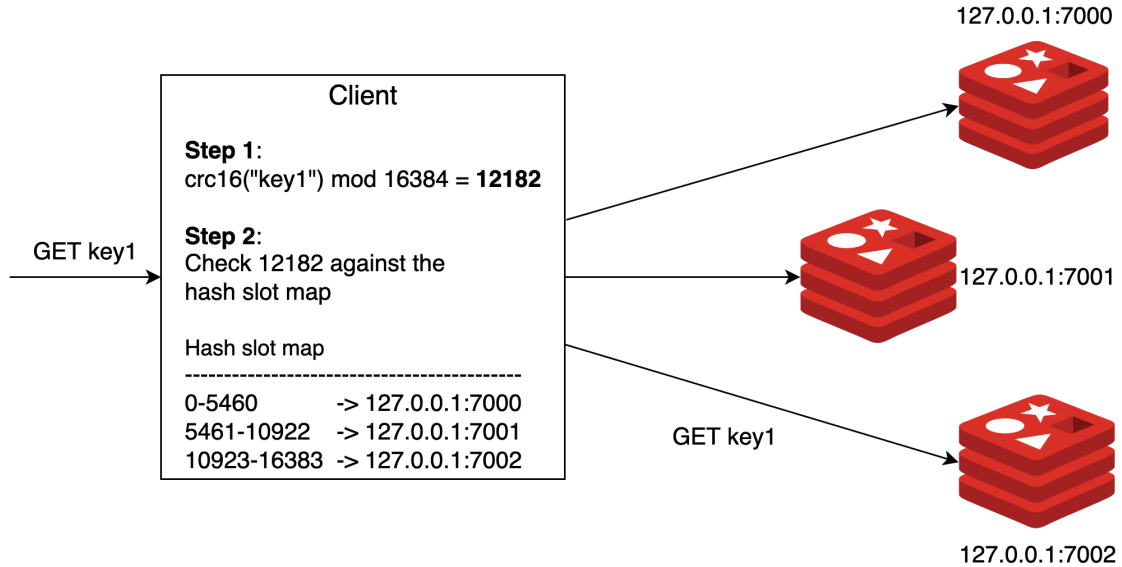 127.0.0.1:7000
Client
Step 1:
crc16("key1") mod 16384 = 12182
Step 2:
GET key1
Check 12182 against the
hash slot map
127.0.0.1:7001
Hash slot map
-------------------------------------------
0-5460 -> 127.0.0.1:7000
5461-10922 -> 127.0.0.1:7001
10923-16383 -> 127.0.0.1:7002
GET key1
127.0.0.1:7002